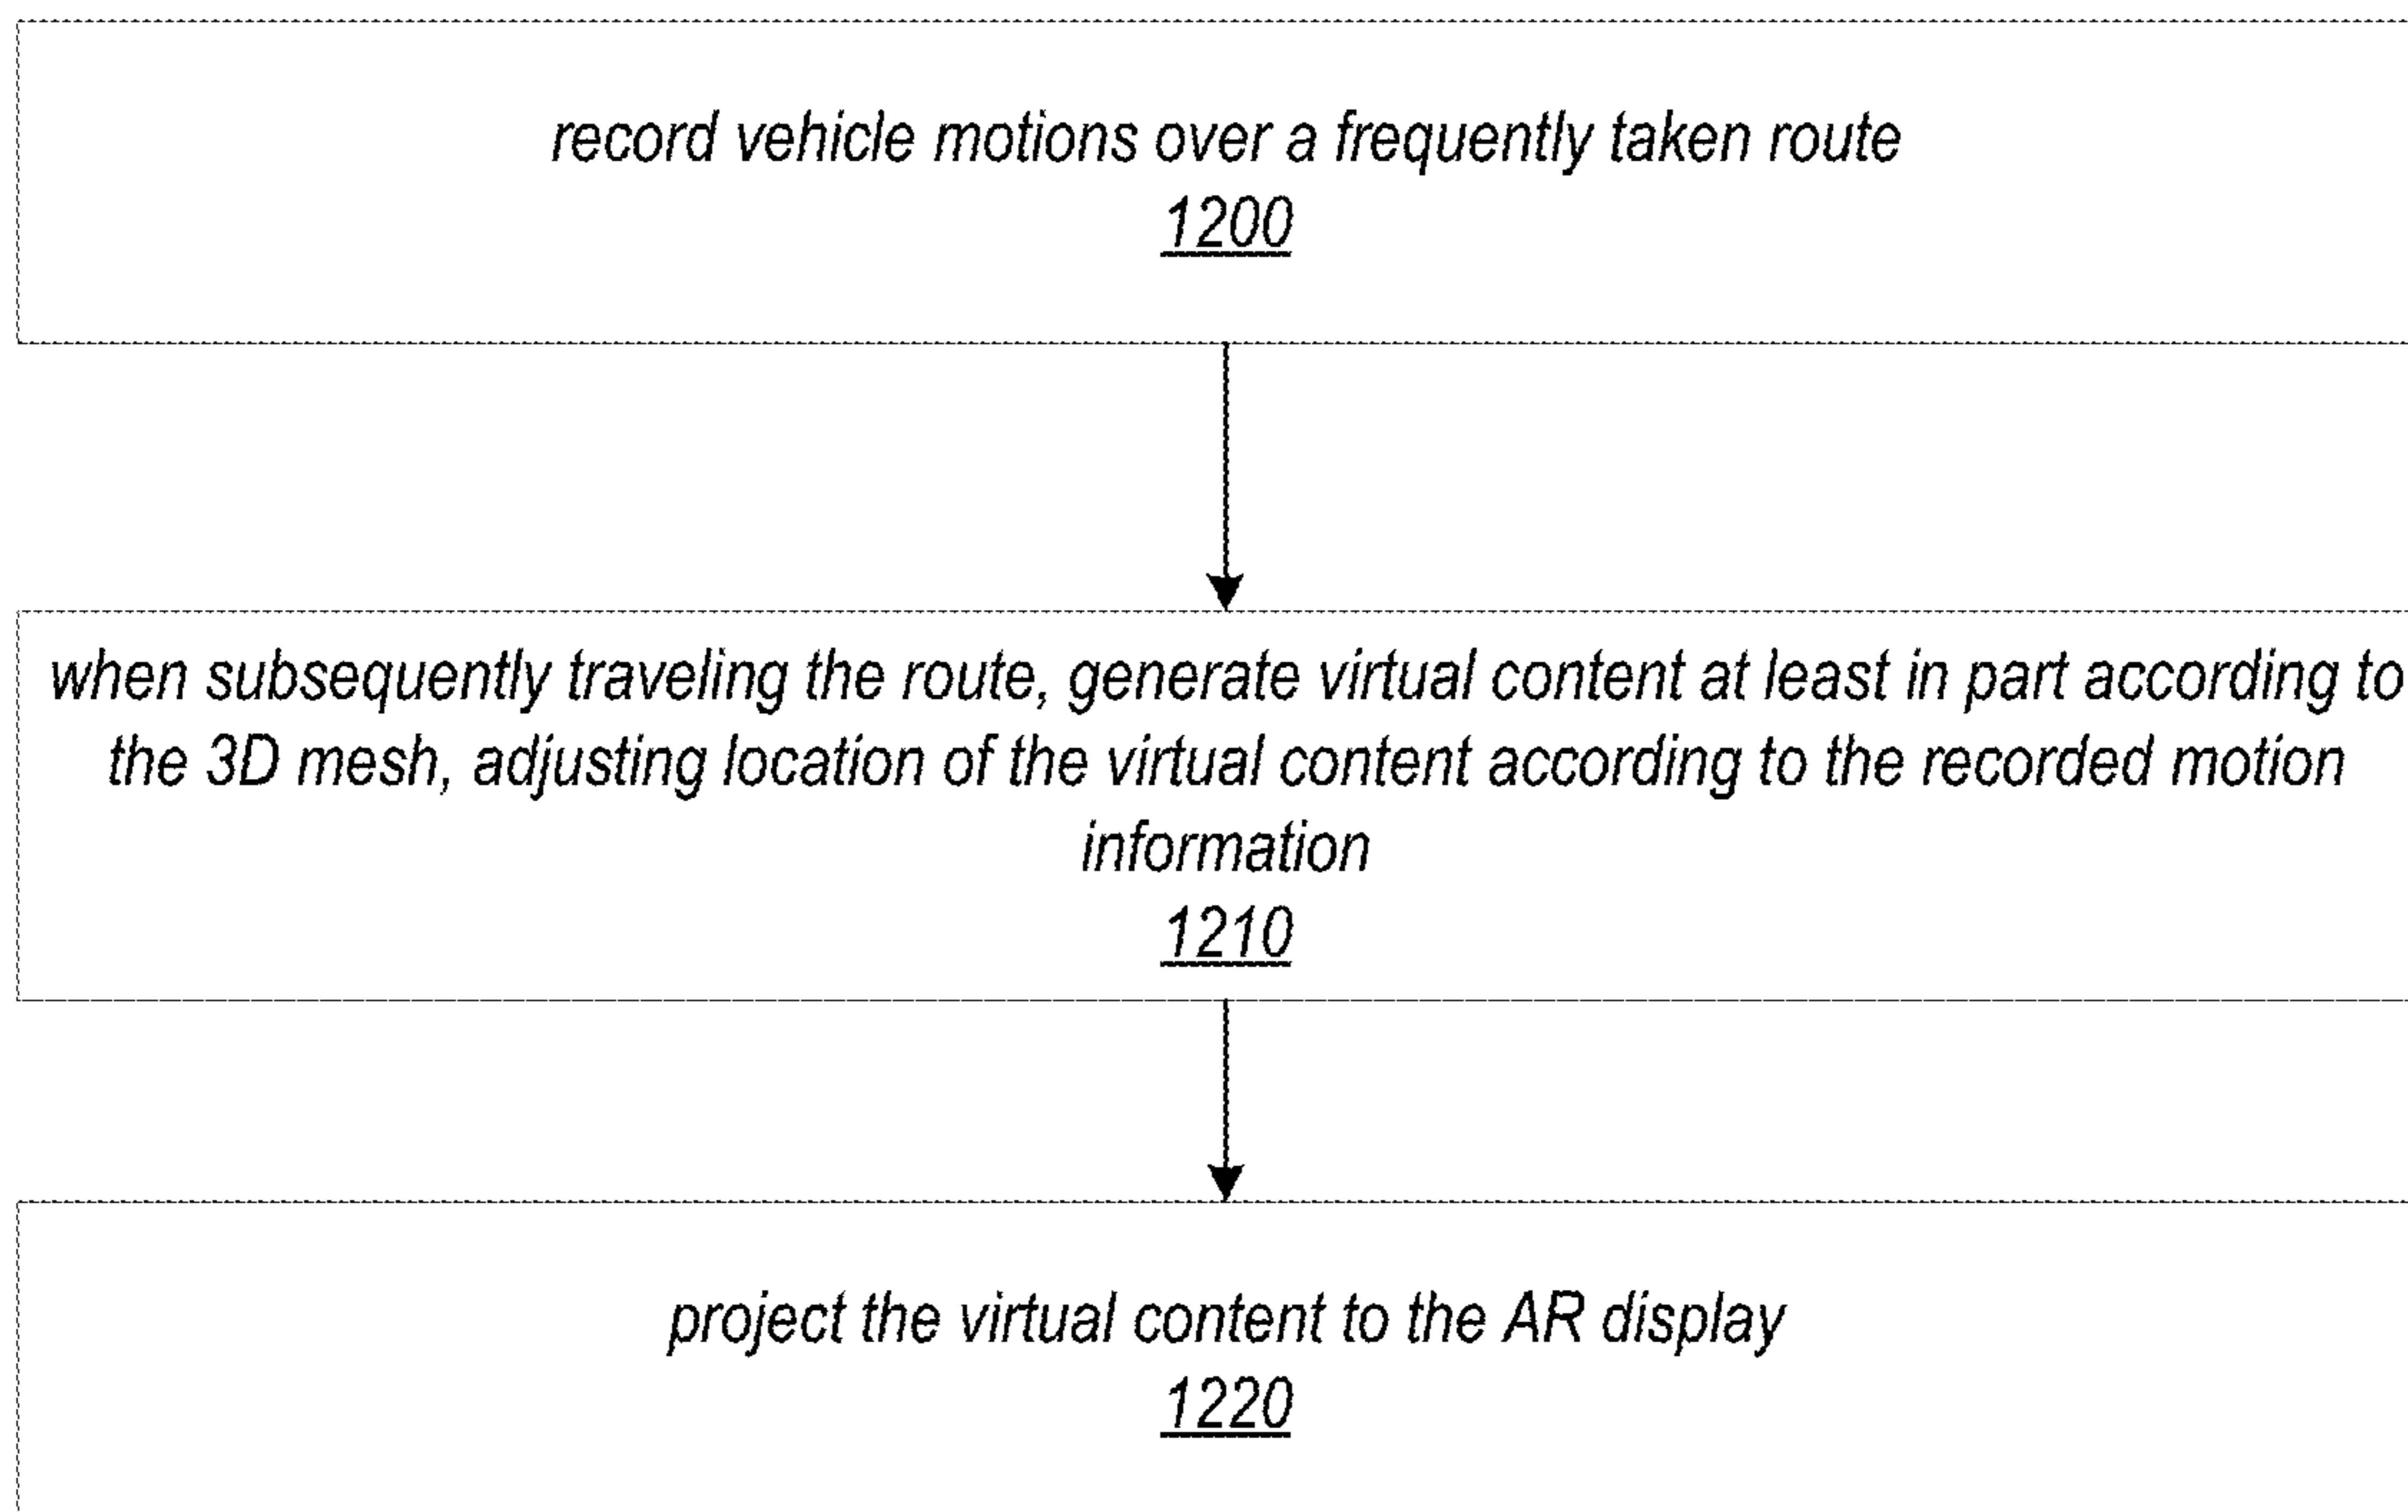 record vehicle motions over a frequently taken route
1200
when subsequently traveling the route, generate virtual content at least in part according to
the 3D mesh, adjusting location of the virtual content according to the recorded motion
information
1210
project the virtual content to the AR display
1220